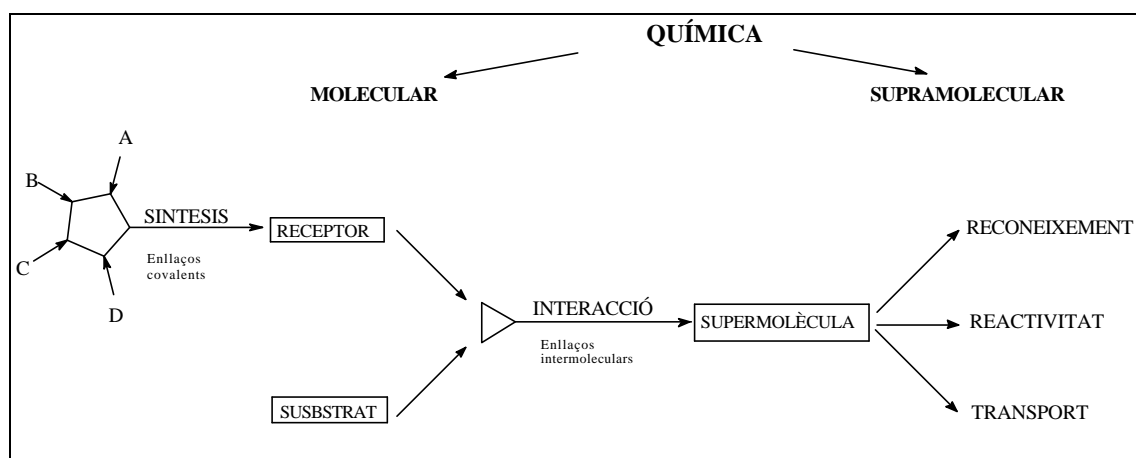 QUÍMICA
MOLECULAR
SUPRAMOLECULAR
A
B
C
D
SINTESIS
Enllaços
covalents
RECEPTOR
SUSBSTRAT
INTERACCIÓ
Enllaços
intermoleculars
SUPERMOLÈCULA
RECONEIXEMENT
REACTIVITAT
TRANSPORT